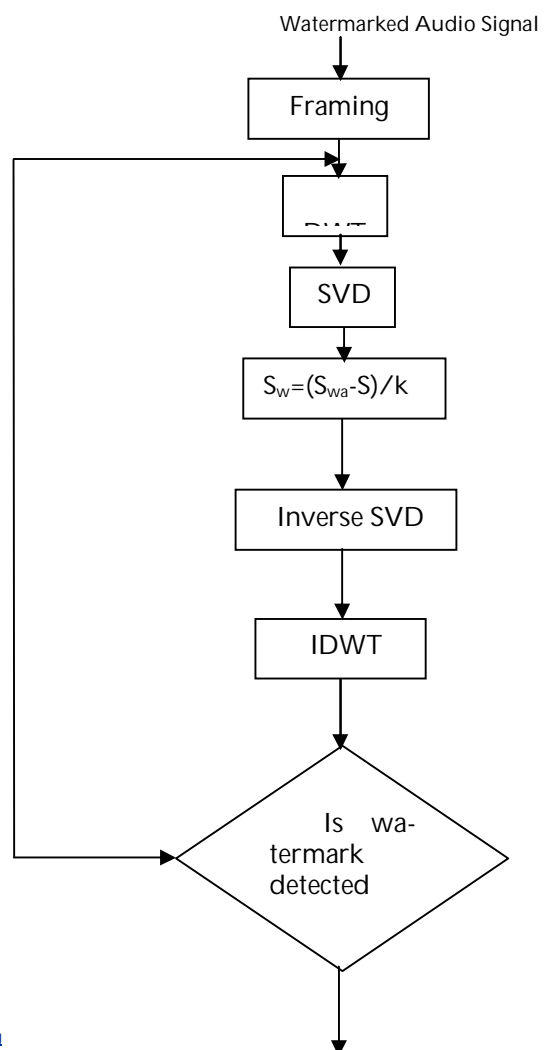 Watermarked Audio Signal
Framing
SVD
Sw=(Swa-S)/k
Inverse SVD
IDWT
Is wa-
termark
detected